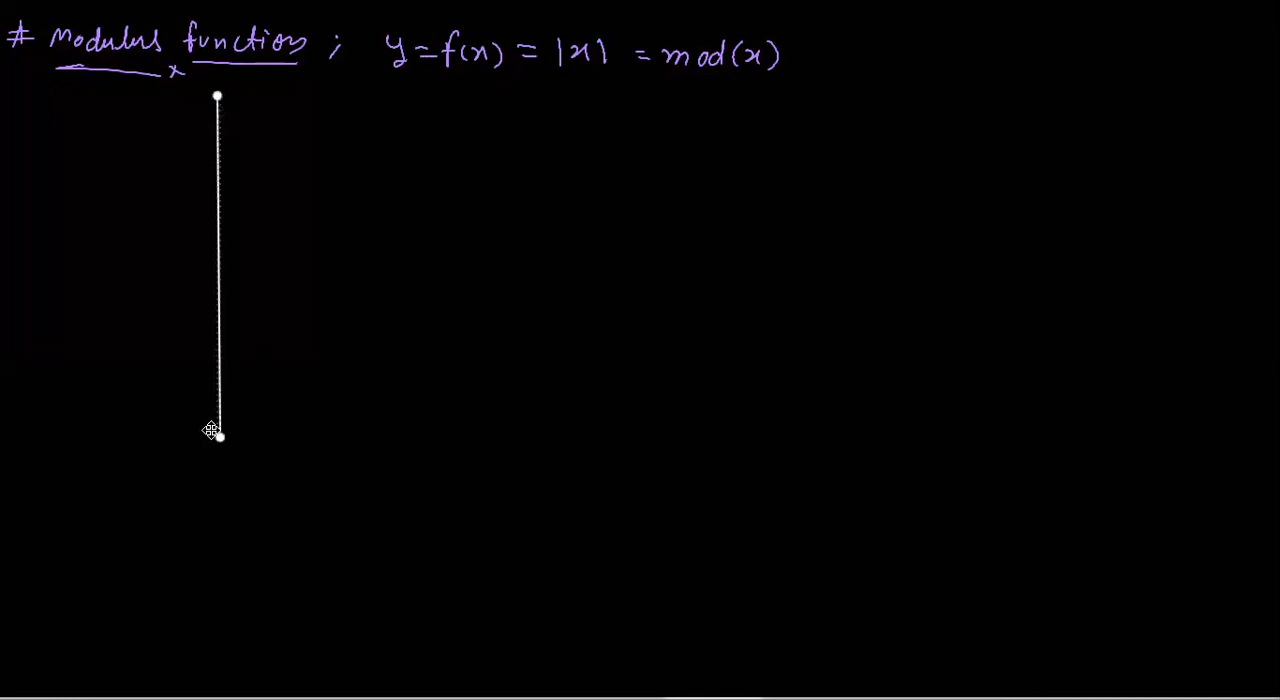 # Modulus function ; y = f(x) = |x| = mod(x)
x